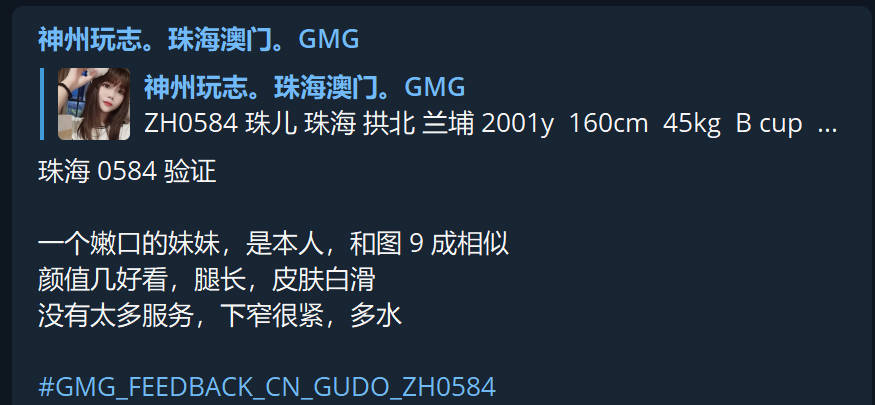 神州玩志。珠海澳门。GMG
神州玩志。珠海澳门。GMG
ZH0584 珠儿 珠海 拱北 兰埔 2001y 160cm 45kg B cup ...
珠海 0584 验证
一个嫩口的妹妹，是本人，和图 9 成相似
颜值几好看，腿长，皮肤白滑
没有太多服务，下窄很紧，多水
#GMG_FEEDBACK_CN_GUDO_ZH0584